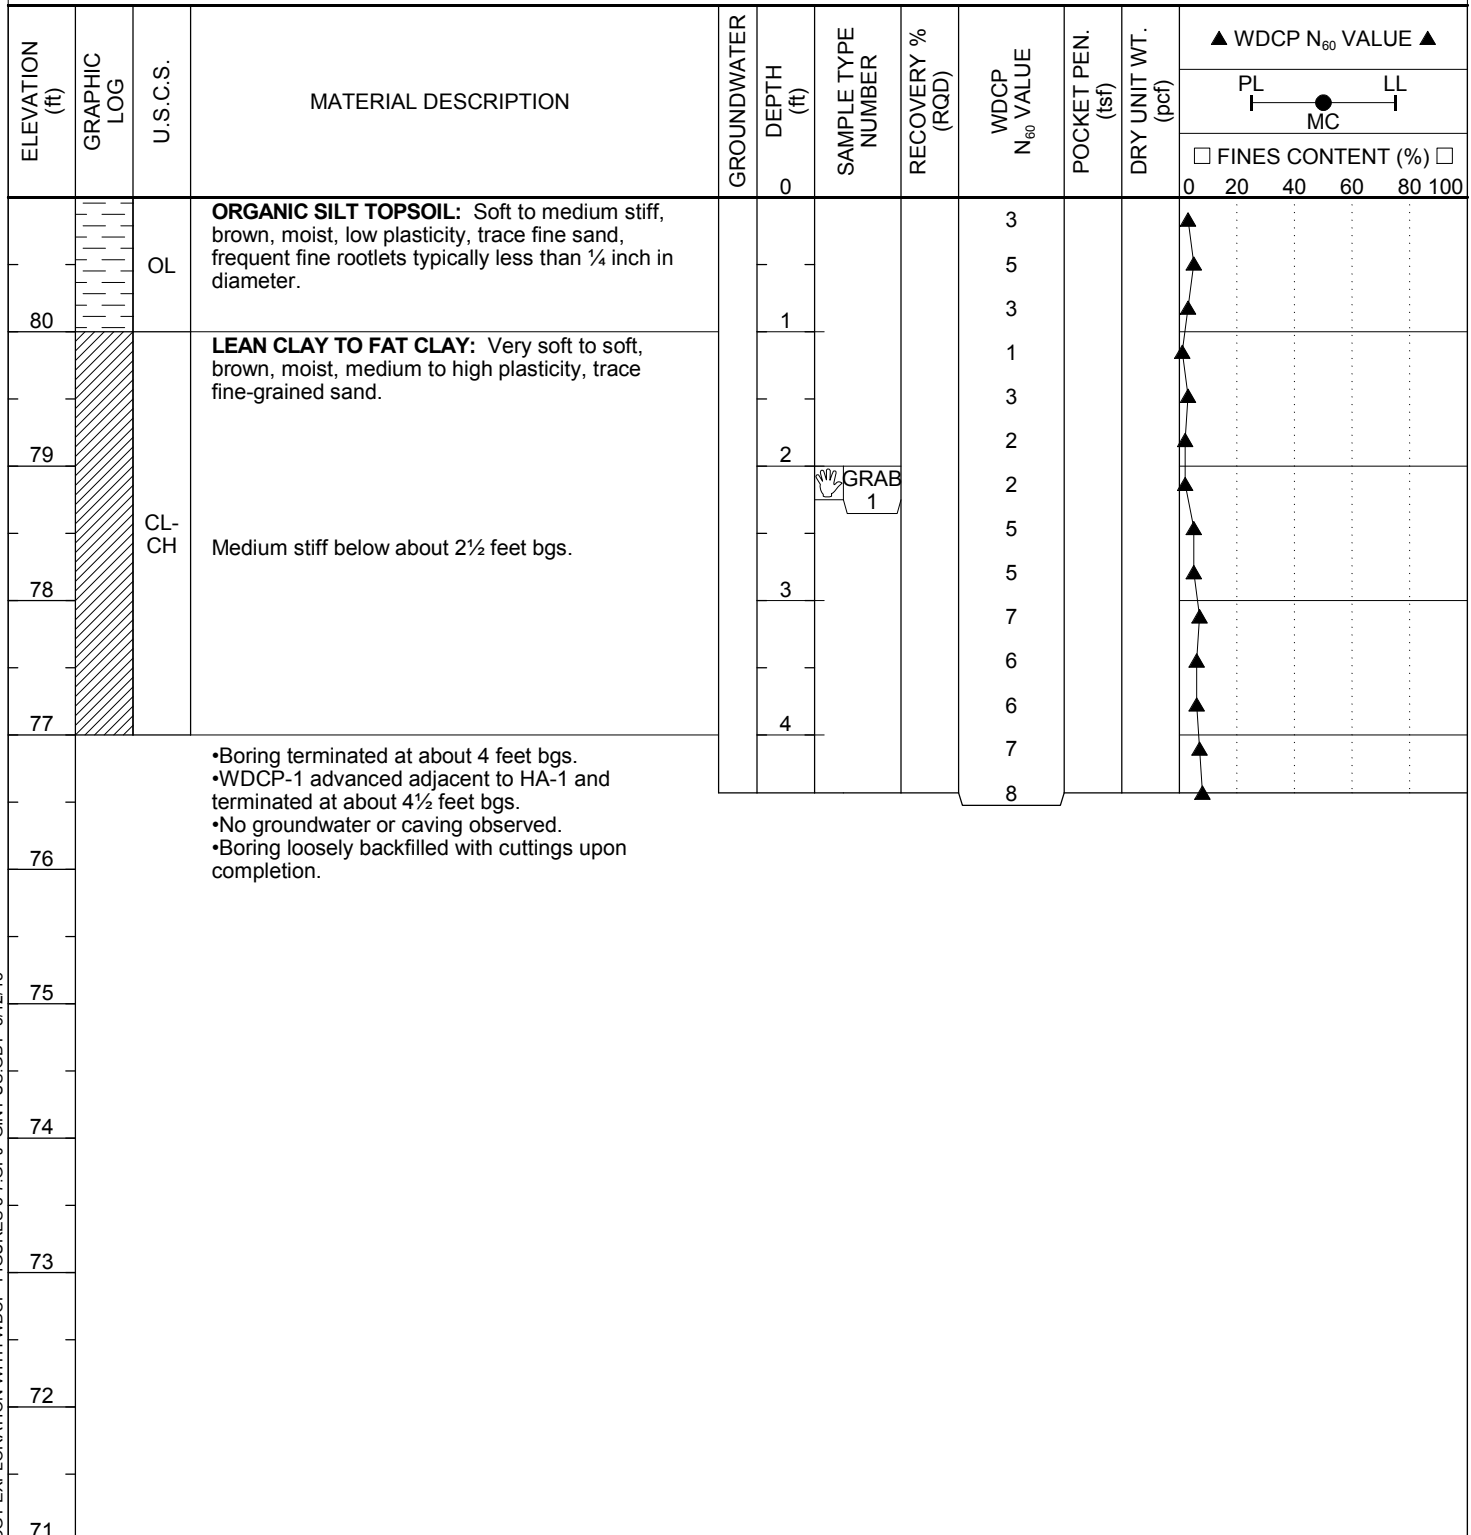 ELEVATION (ft)
GRAPHIC LOG
U.S.C.S.
MATERIAL DESCRIPTION
GROUNDWATER
DEPTH (ft)
0
SAMPLE TYPE NUMBER
RECOVERY % (RQD)
WDCP N60 VALUE
POCKET PEN. (tsf)
DRY UNIT WT. (pcf)
▲ WDCP N60 VALUE ▲
PL LL
MC
□ FINES CONTENT (%) □
0 20 40 60 80 100
ORGANIC SILT TOPSOIL: Soft to medium stiff,
brown, moist, low plasticity, trace fine sand,
frequent fine rootlets typically less than ¼ inch in
diameter.
OL
3
5
3
80
1
LEAN CLAY TO FAT CLAY: Very soft to soft,
brown, moist, medium to high plasticity, trace
fine-grained sand.
1
3
2
79
2
GRAB
1
2
CL-
CH
Medium stiff below about 2½ feet bgs.
5
5
78
3
7
6
6
77
4
•Boring terminated at about 4 feet bgs.
•WDCP-1 advanced adjacent to HA-1 and
terminated at about 4½ feet bgs.
•No groundwater or caving observed.
•Boring loosely backfilled with cuttings upon
completion.
7
8
76
75
74
73
72
71